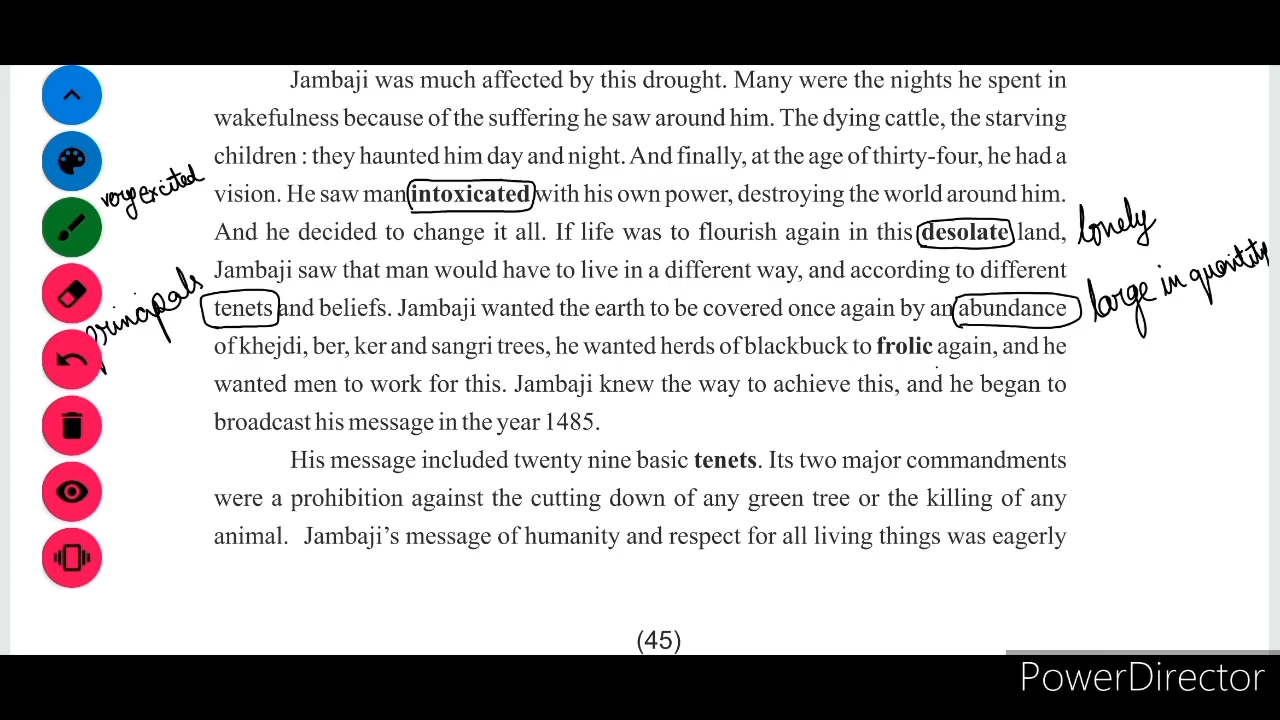 Jambaji was much affected by this drought. Many were the nights he spent in
wakefulness because of the suffering he saw around him. The dying cattle, the starving
children : they haunted him day and night. And finally, at the age of thirty-four, he had a
very excited
vision. He saw man intoxicated with his own power, destroying the world around him.
And he decided to change it all. If life was to flourish again in this desolate land,
lonely
Jambaji saw that man would have to live in a different way, and according to different
principals
tenets and beliefs. Jambaji wanted the earth to be covered once again by an abundance
large in quantity
of khejdi, ber, ker and sangri trees, he wanted herds of blackbuck to frolic again, and he
wanted men to work for this. Jambaji knew the way to achieve this, and he began to
broadcast his message in the year 1485.
His message included twenty nine basic tenets. Its two major commandments
were a prohibition against the cutting down of any green tree or the killing of any
animal. Jambaji's message of humanity and respect for all living things was eagerly
(45)
PowerDirector